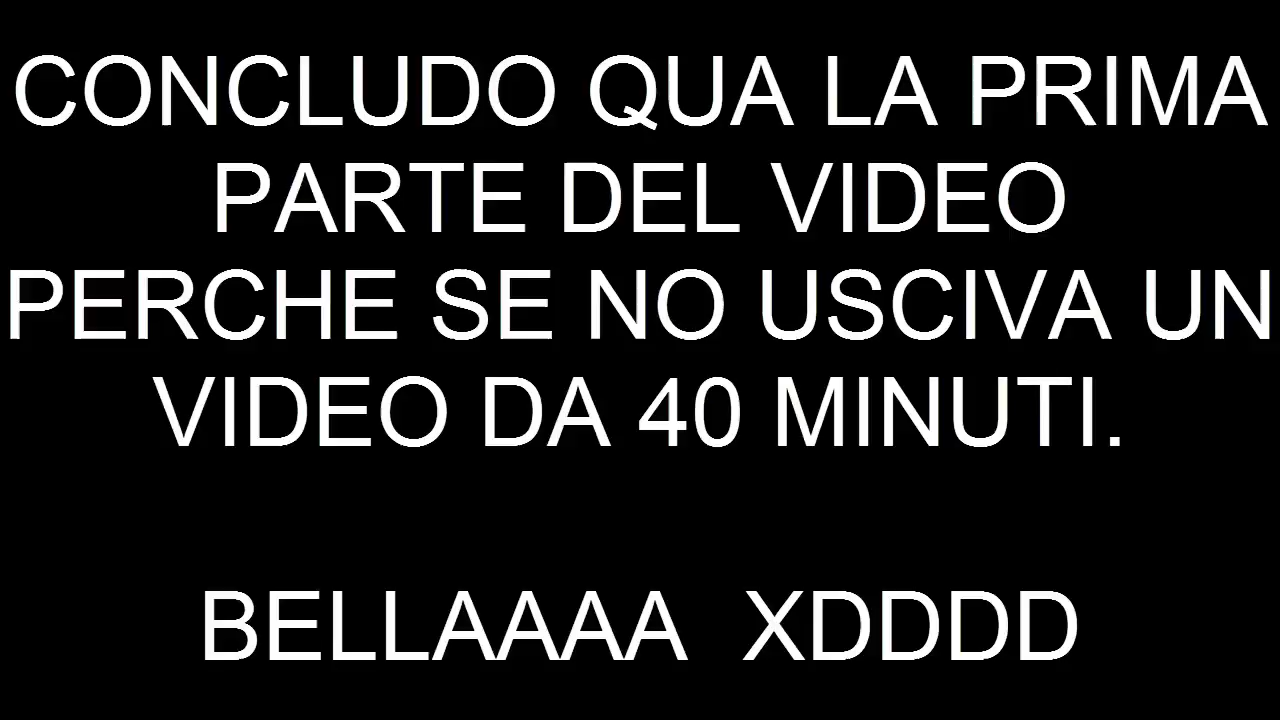 CONCLUDO QUA LA PRIMA
PARTE DEL VIDEO
PERCHE SE NO USCIVA UN
VIDEO DA 40 MINUTI.
BELLAAAA XDDDD